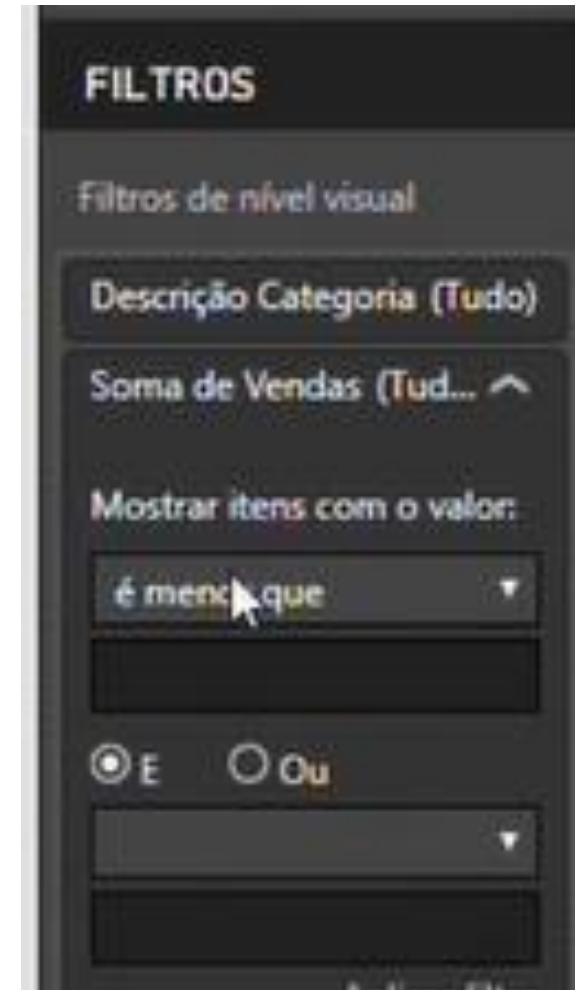 FILTROS
Filtros de nível visual
Descrição Categoria (Tudo)
Soma de Vendas (Tud...
Mostrar itens com o valor:
é menor que
E Ou